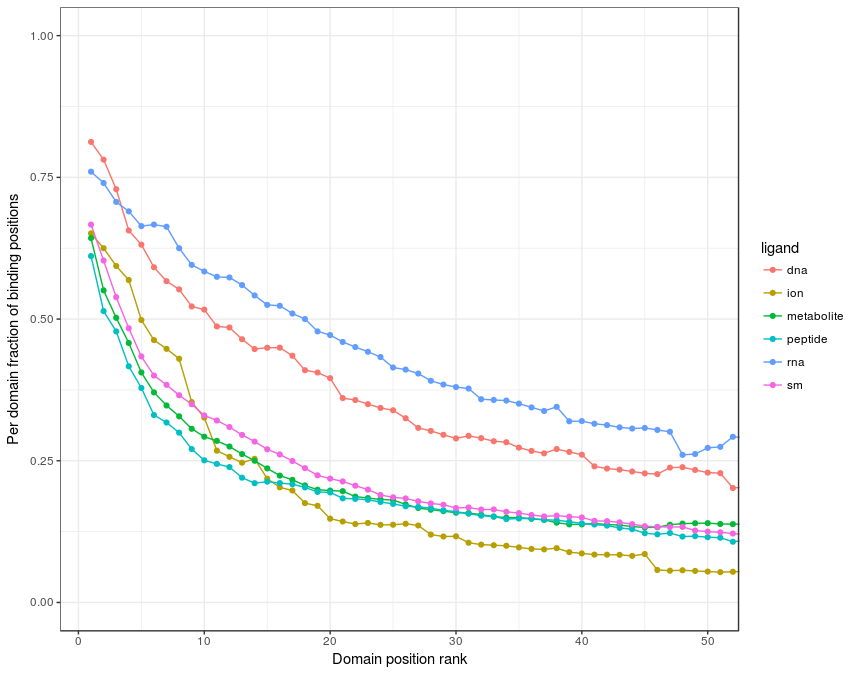 Per domain fraction of binding positions
1.00
0.75
0.50
0.25
0.00
0 10 20 30 40 50
Domain position rank
ligand
dna
ion
metabolite
peptide
rna
sm